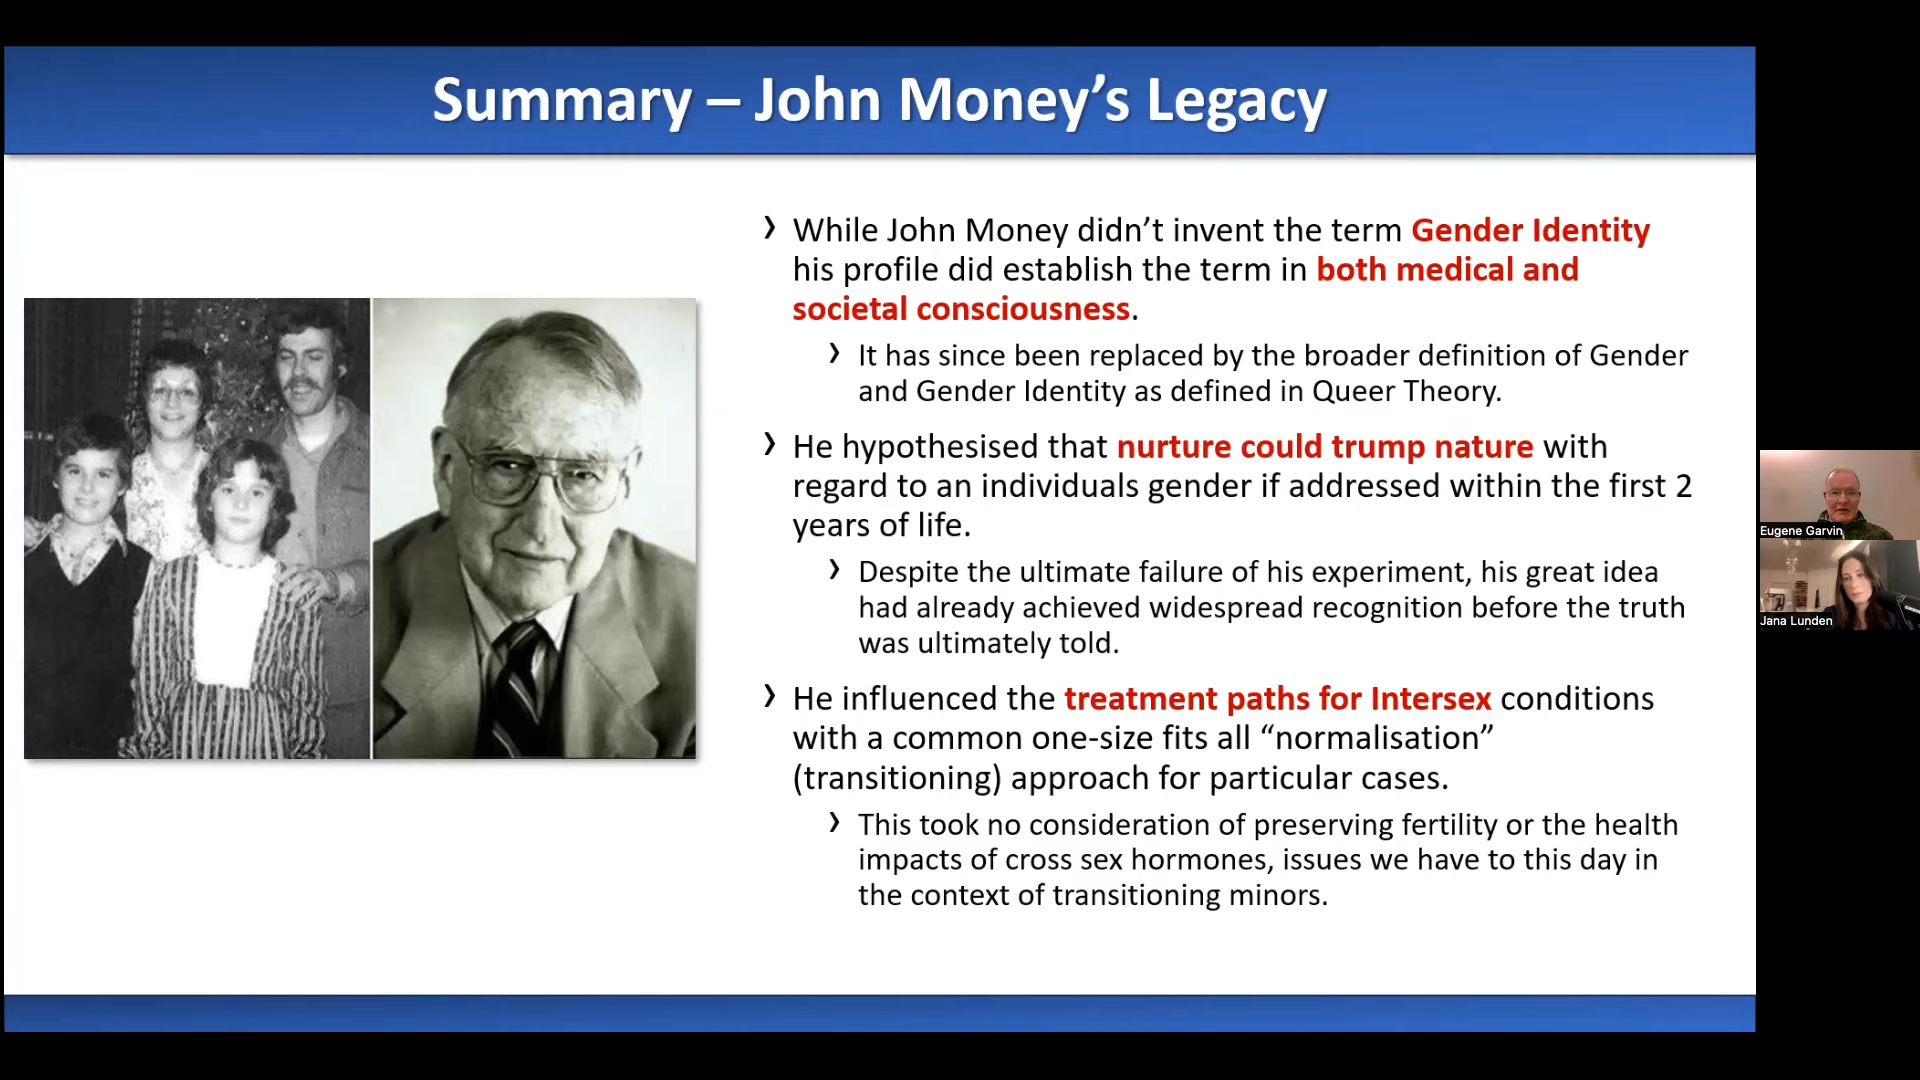 Summary – John Money’s Legacy
While John Money didn’t invent the term Gender Identity
his profile did establish the term in both medical and
societal consciousness.
It has since been replaced by the broader definition of Gender
and Gender Identity as defined in Queer Theory.
He hypothesised that nurture could trump nature with
regard to an individuals gender if addressed within the first 2
years of life.
Despite the ultimate failure of his experiment, his great idea
had already achieved widespread recognition before the truth
was ultimately told.
He influenced the treatment paths for Intersex conditions
with a common one-size fits all “normalisation”
(transitioning) approach for particular cases.
This took no consideration of preserving fertility or the health
impacts of cross sex hormones, issues we have to this day in
the context of transitioning minors.
Eugene Garvin
Jana Lunden